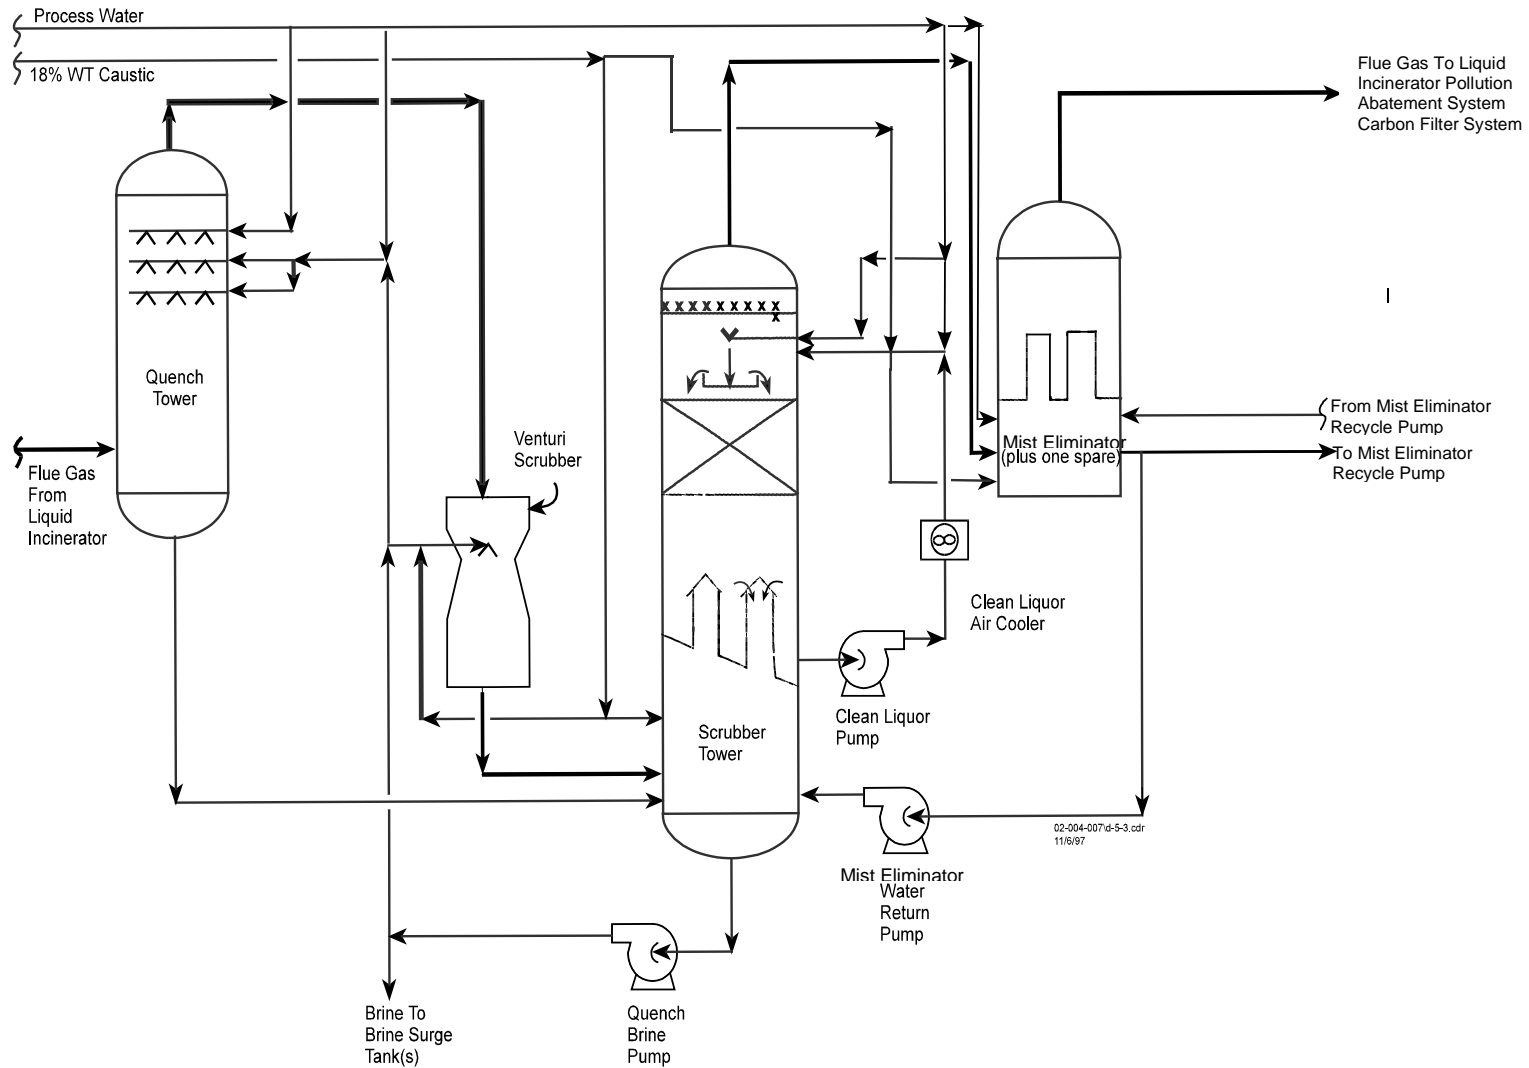 Process Water
18% WT Caustic
Flue Gas To Liquid
Incinerator Pollution
Abatement System
Carbon Filter System
Quench
Tower
Flue Gas
From
Liquid
Incinerator
Venturi
Scrubber
From Mist Eliminator
Recycle Pump
Mist Eliminator
(plus one spare)
To Mist Eliminator
Recycle Pump
Clean Liquor
Air Cooler
Clean Liquor
Pump
Scrubber
Tower
02-004-007\d-5-3.cdr
11/6/97
Mist Eliminator
Water
Return
Pump
Brine To
Brine Surge
Tank(s)
Quench
Brine
Pump